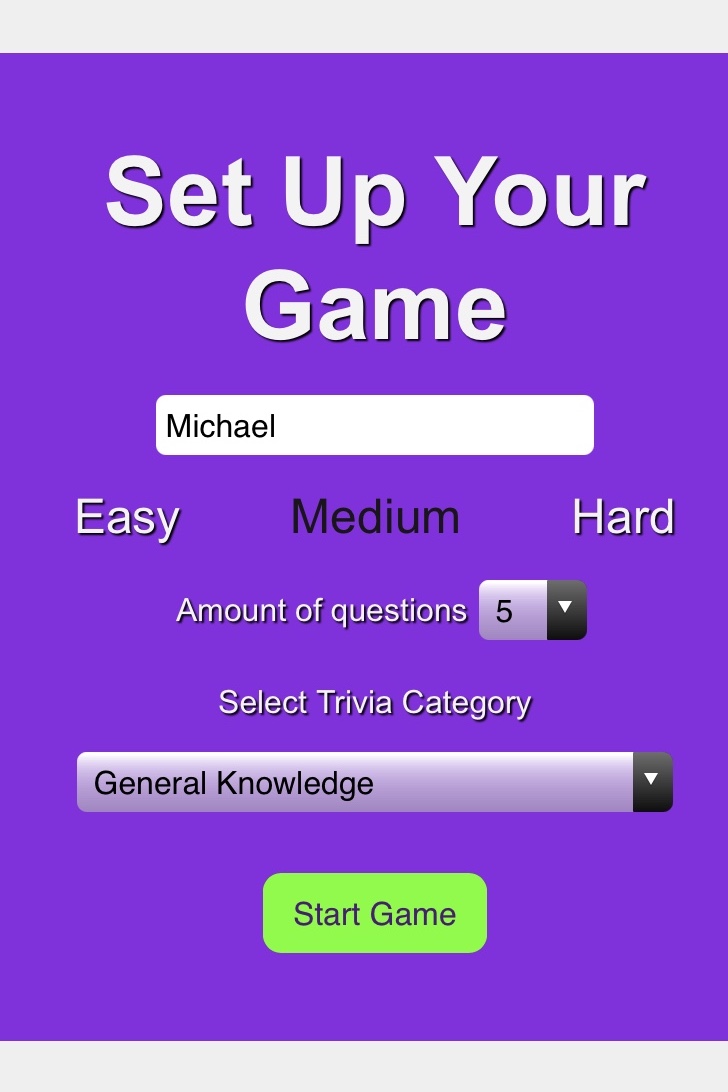 Set Up Your
Game
Michael
Easy Medium Hard
Amount of questions 5
Select Trivia Category
General Knowledge
Start Game